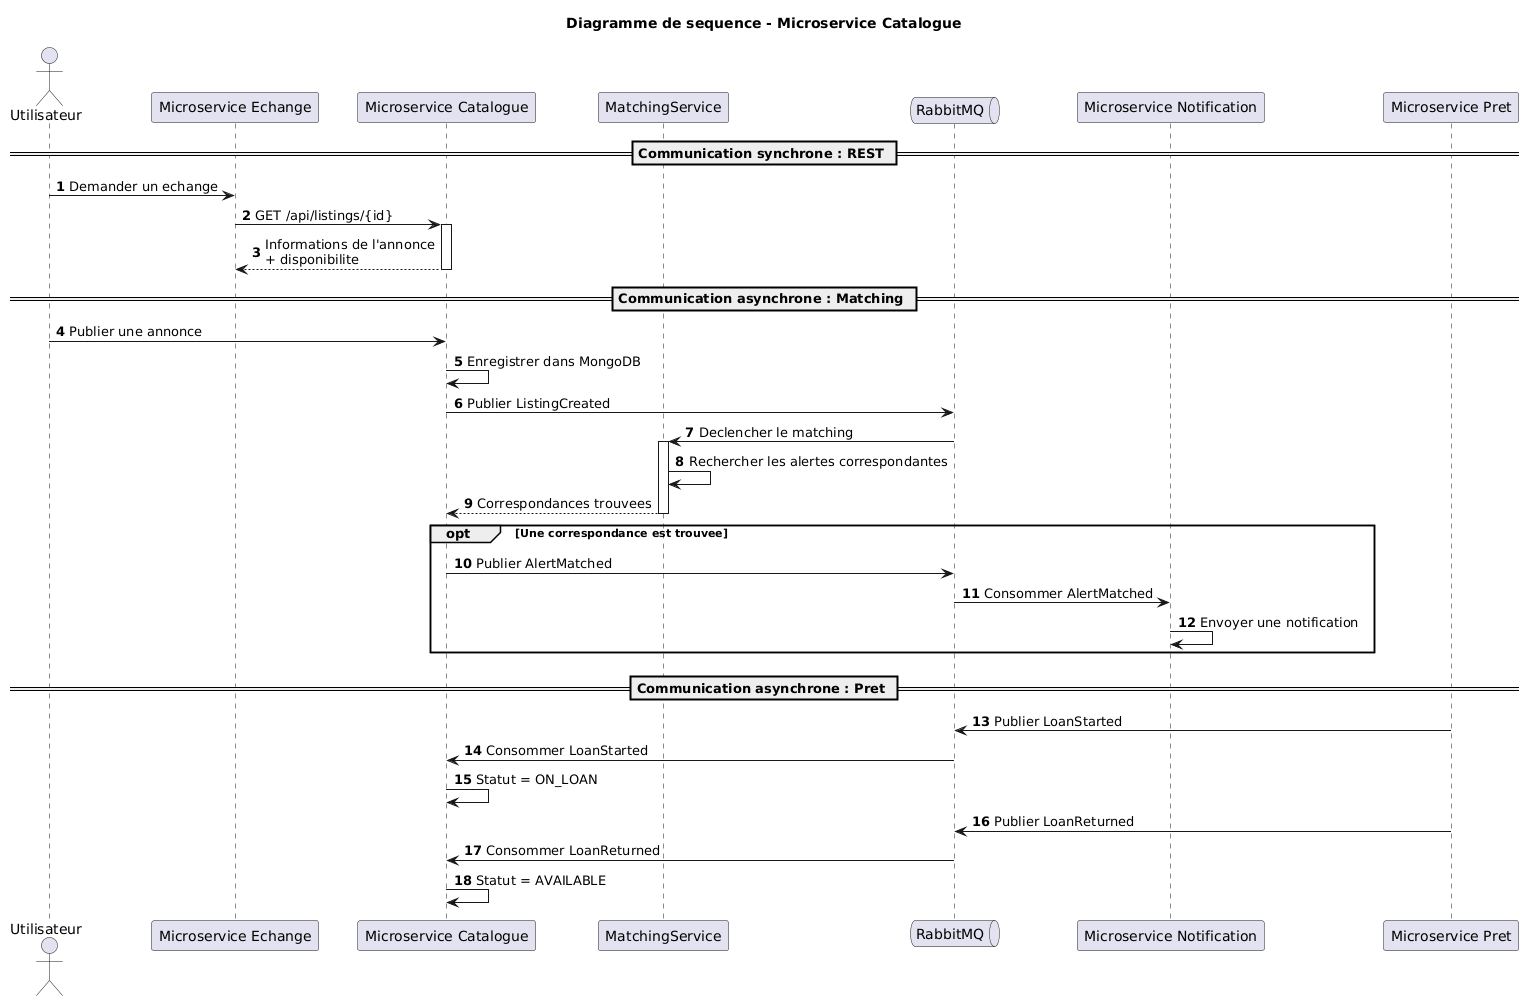 Diagramme de sequence - Microservice Catalogue
Utilisateur
Microservice Echange
Microservice Catalogue
MatchingService
RabbitMQ
Microservice Notification
Microservice Pret
Communication synchrone : REST
1 Demander un echange
2 GET /api/listings/{id}
3 Informations de l'annonce
+ disponibilite
Communication asynchrone : Matching
4 Publier une annonce
5 Enregistrer dans MongoDB
6 Publier ListingCreated
7 Declencher le matching
8 Rechercher les alertes correspondantes
9 Correspondances trouvees
opt [Une correspondance est trouvee]
10 Publier AlertMatched
11 Consommer AlertMatched
12 Envoyer une notification
Communication asynchrone : Pret
13 Publier LoanStarted
14 Consommer LoanStarted
15 Statut = ON_LOAN
16 Publier LoanReturned
17 Consommer LoanReturned
18 Statut = AVAILABLE
Utilisateur
Microservice Echange
Microservice Catalogue
MatchingService
RabbitMQ
Microservice Notification
Microservice Pret